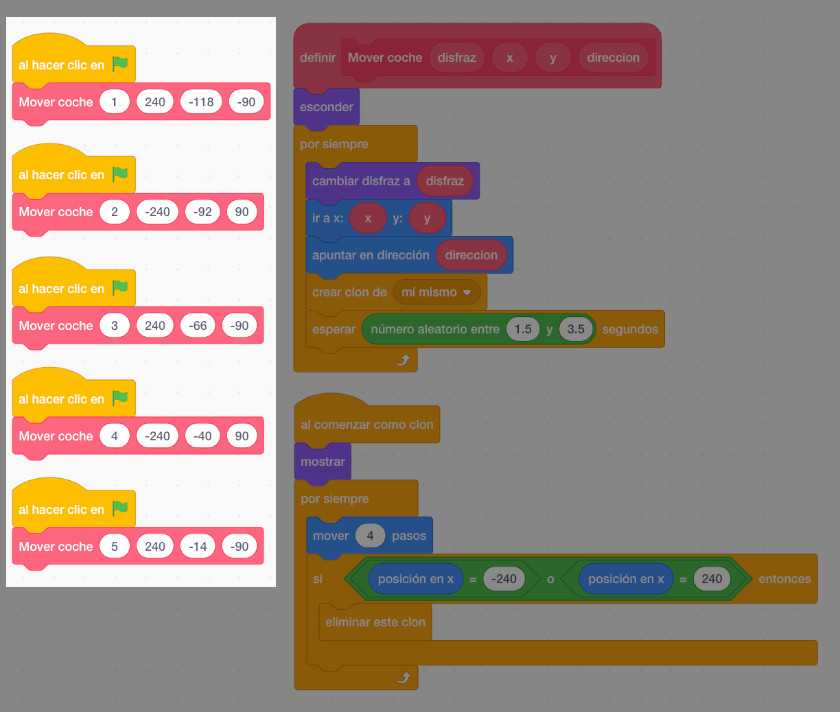 al hacer clic en
Mover coche 1 240 -118 -90
al hacer clic en
Mover coche 2 -240 -92 90
al hacer clic en
Mover coche 3 240 -66 -90
al hacer clic en
Mover coche 4 -240 -40 90
al hacer clic en
Mover coche 5 240 -14 -90
definir Mover coche disfraz x y direccion
esconder
por siempre
cambiar disfraz a disfraz
ir a x: x y: y
apuntar en dirección direccion
crear clon de mí mismo
esperar número aleatorio entre 1.5 y 3.5 segundos
al comenzar como clon
mostrar
por siempre
mover 4 pasos
si posición en x = -240 o posición en x = 240 entonces
eliminar este clon